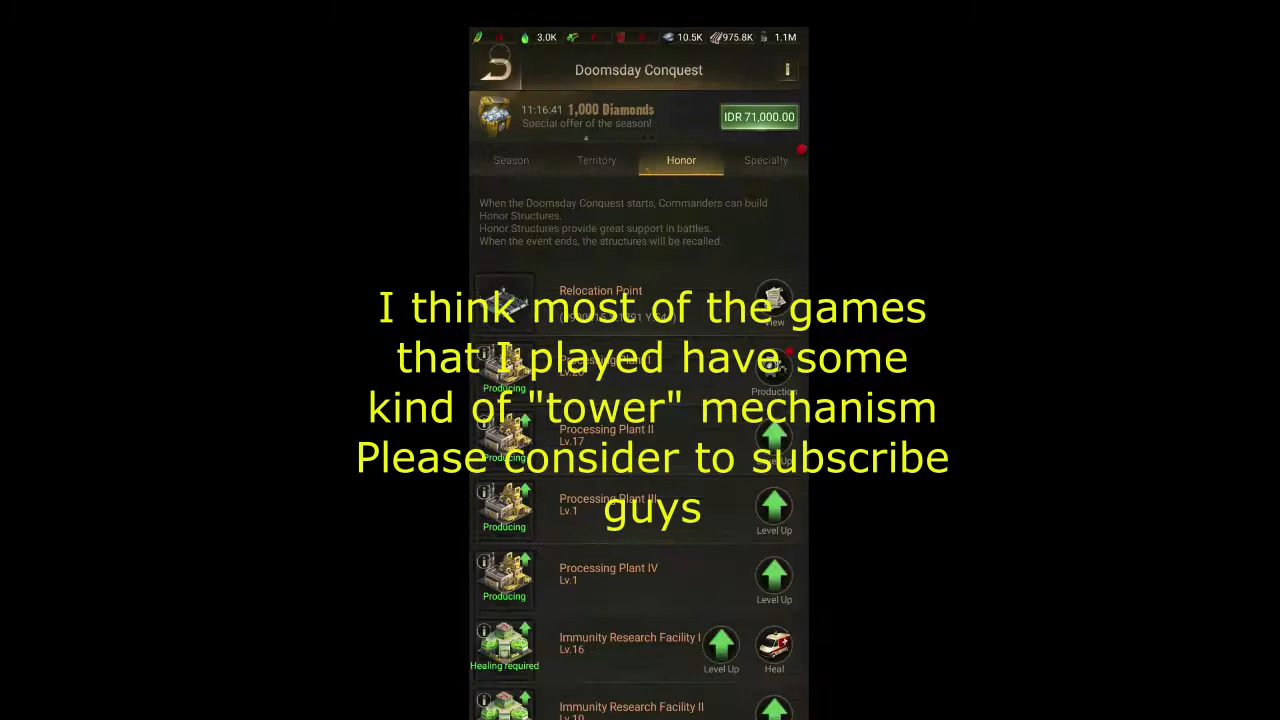 3.0K 10.5K 975.8K 1.1M
Doomsday Conquest
11:16:41 1,000 Diamonds
Special offer of the season!
IDR 71,000.00
Season Territory Honor Specialty
When the Doomsday Conquest starts, Commanders can build
Honor Structures.
Honor Structures provide great support in battles.
When the event ends, the structures will be recalled.
Relocation Point
View
I think most of the games
that I played have some
kind of "tower" mechanism
Please consider to subscribe
guys
Processing Plant I
Producing
Production
Processing Plant II
Lv.17
Producing
Processing Plant III
Lv.1
Producing
Level Up
Processing Plant IV
Lv.1
Producing
Level Up
Immunity Research Facility I
Lv.16
Healing required
Level Up
Heal
Immunity Research Facility II
Lv.10